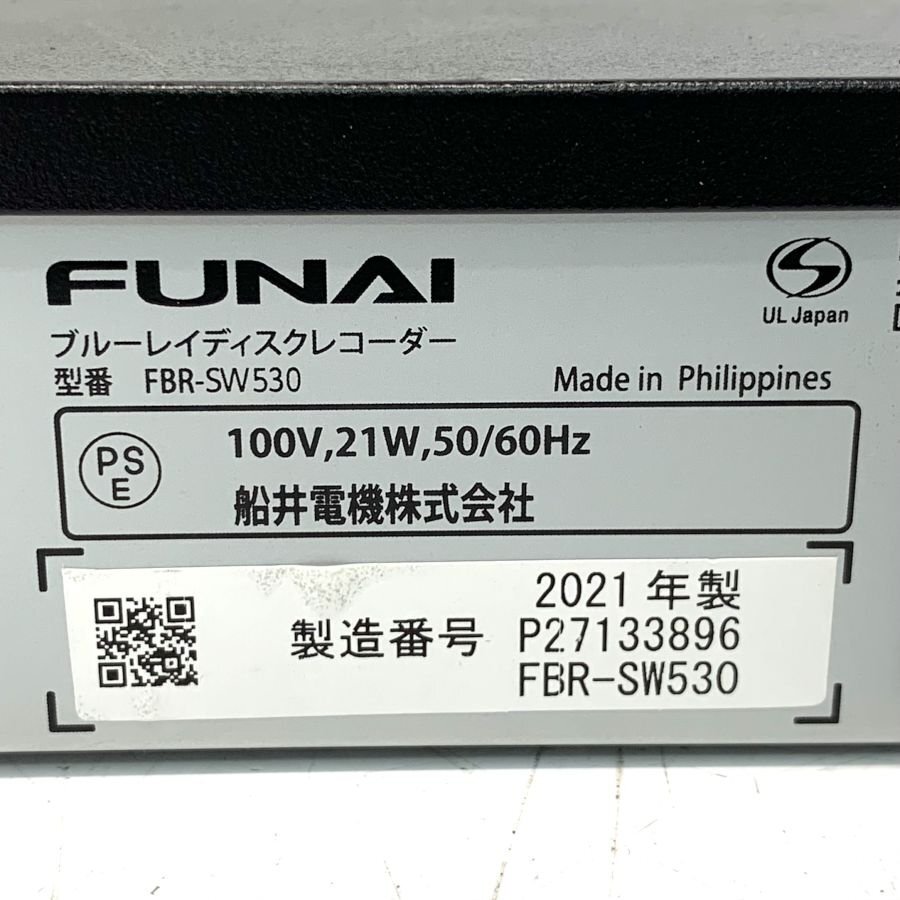 FUNAI
ブルーレイディスクレコーダー
型番 FBR-SW530
UL Japan
Made in Philippines
PS
E
100V,21W,50/60Hz
船井電機株式会社
2021 年製
製造番号 P27133896
FBR-SW530